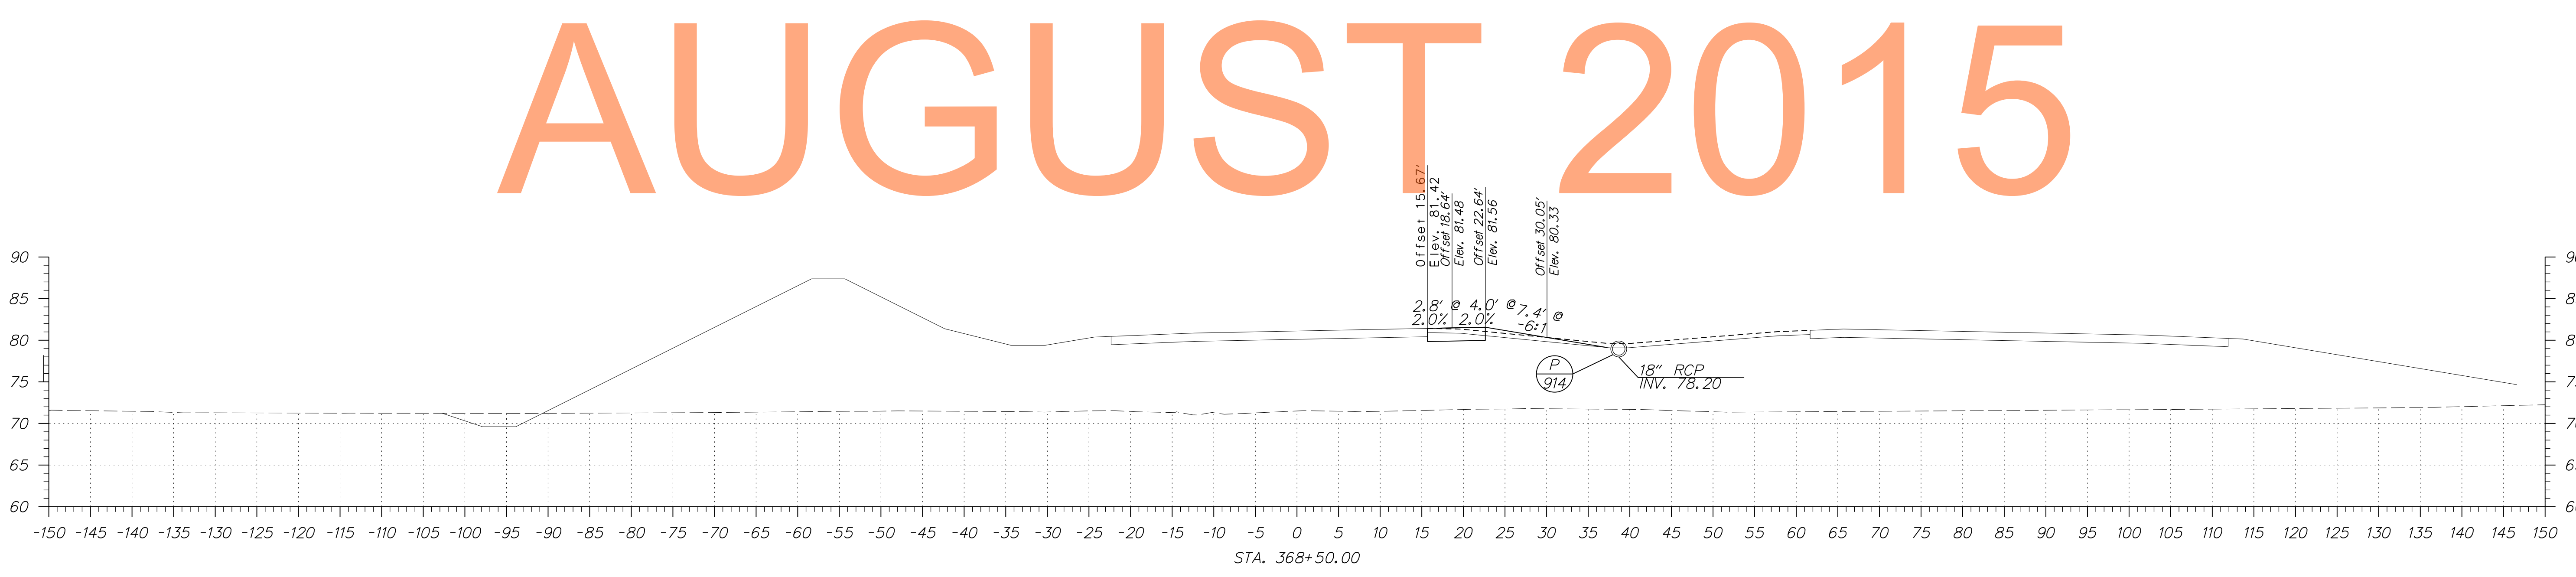 AUGUST 2015
Offset 15.67'
Elev. 81.42
Offset 18.64'
Elev. 81.48
Offset 22.64'
Elev. 81.56
Offset 30.05'
Elev. 80.33
2.8' @
2.0%
4.0' @
2.0%
7.4' @
-6:1
P
914
18" RCP
INV. 78.20
90
85
80
75
70
65
60
-150 -145 -140 -135 -130 -125 -120 -115 -110 -105 -100 -95 -90 -85 -80 -75 -70 -65 -60 -55 -50 -45 -40 -35 -30 -25 -20 -15 -10 -5 0 5 10 15 20 25 30 35 40 45 50 55 60 65 70 75 80 85 90 95 100 105 110 115 120 125 130 135 140 145 150
STA. 368+50.00